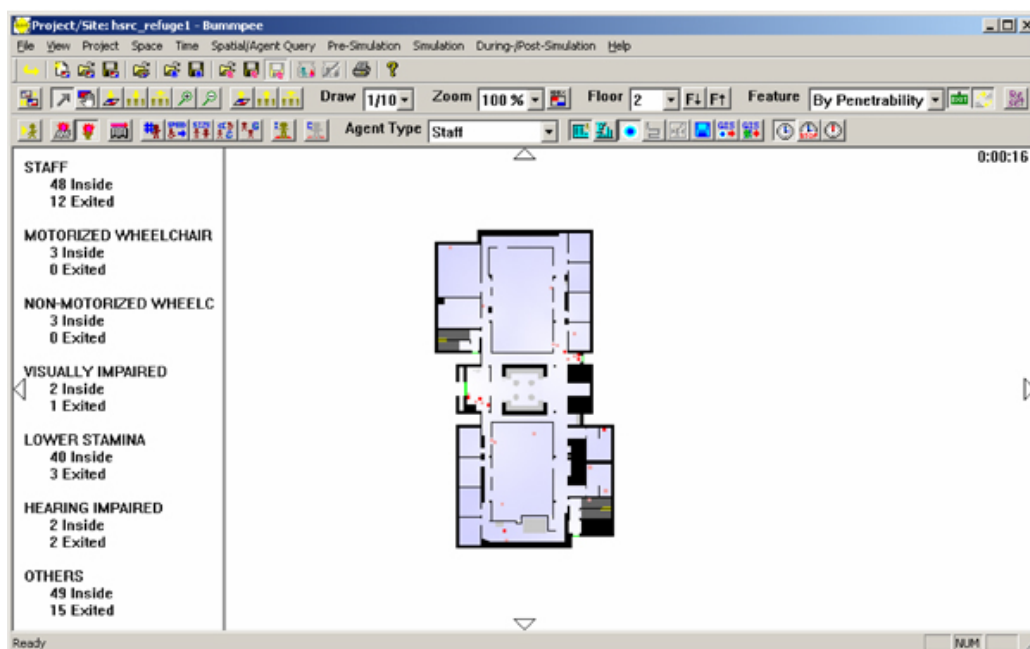 Project/Site: hsrc_refuge1 - Bummpee
File View Project Space Time Spatial/Agent Query Pre-Simulation Simulation During-/Post-Simulation Help
Draw 1/10 Zoom 100 % Floor 2 F↓ F↑ Feature By Penetrability EXIT
Agent Type Staff
0:00:16
STAFF
48 Inside
12 Exited
MOTORIZED WHEELCHAIR
3 Inside
0 Exited
NON-MOTORIZED WHEELC
3 Inside
0 Exited
VISUALLY IMPAIRED
2 Inside
1 Exited
LOWER STAMINA
40 Inside
3 Exited
HEARING IMPAIRED
2 Inside
2 Exited
OTHERS
49 Inside
15 Exited
Ready
NUM